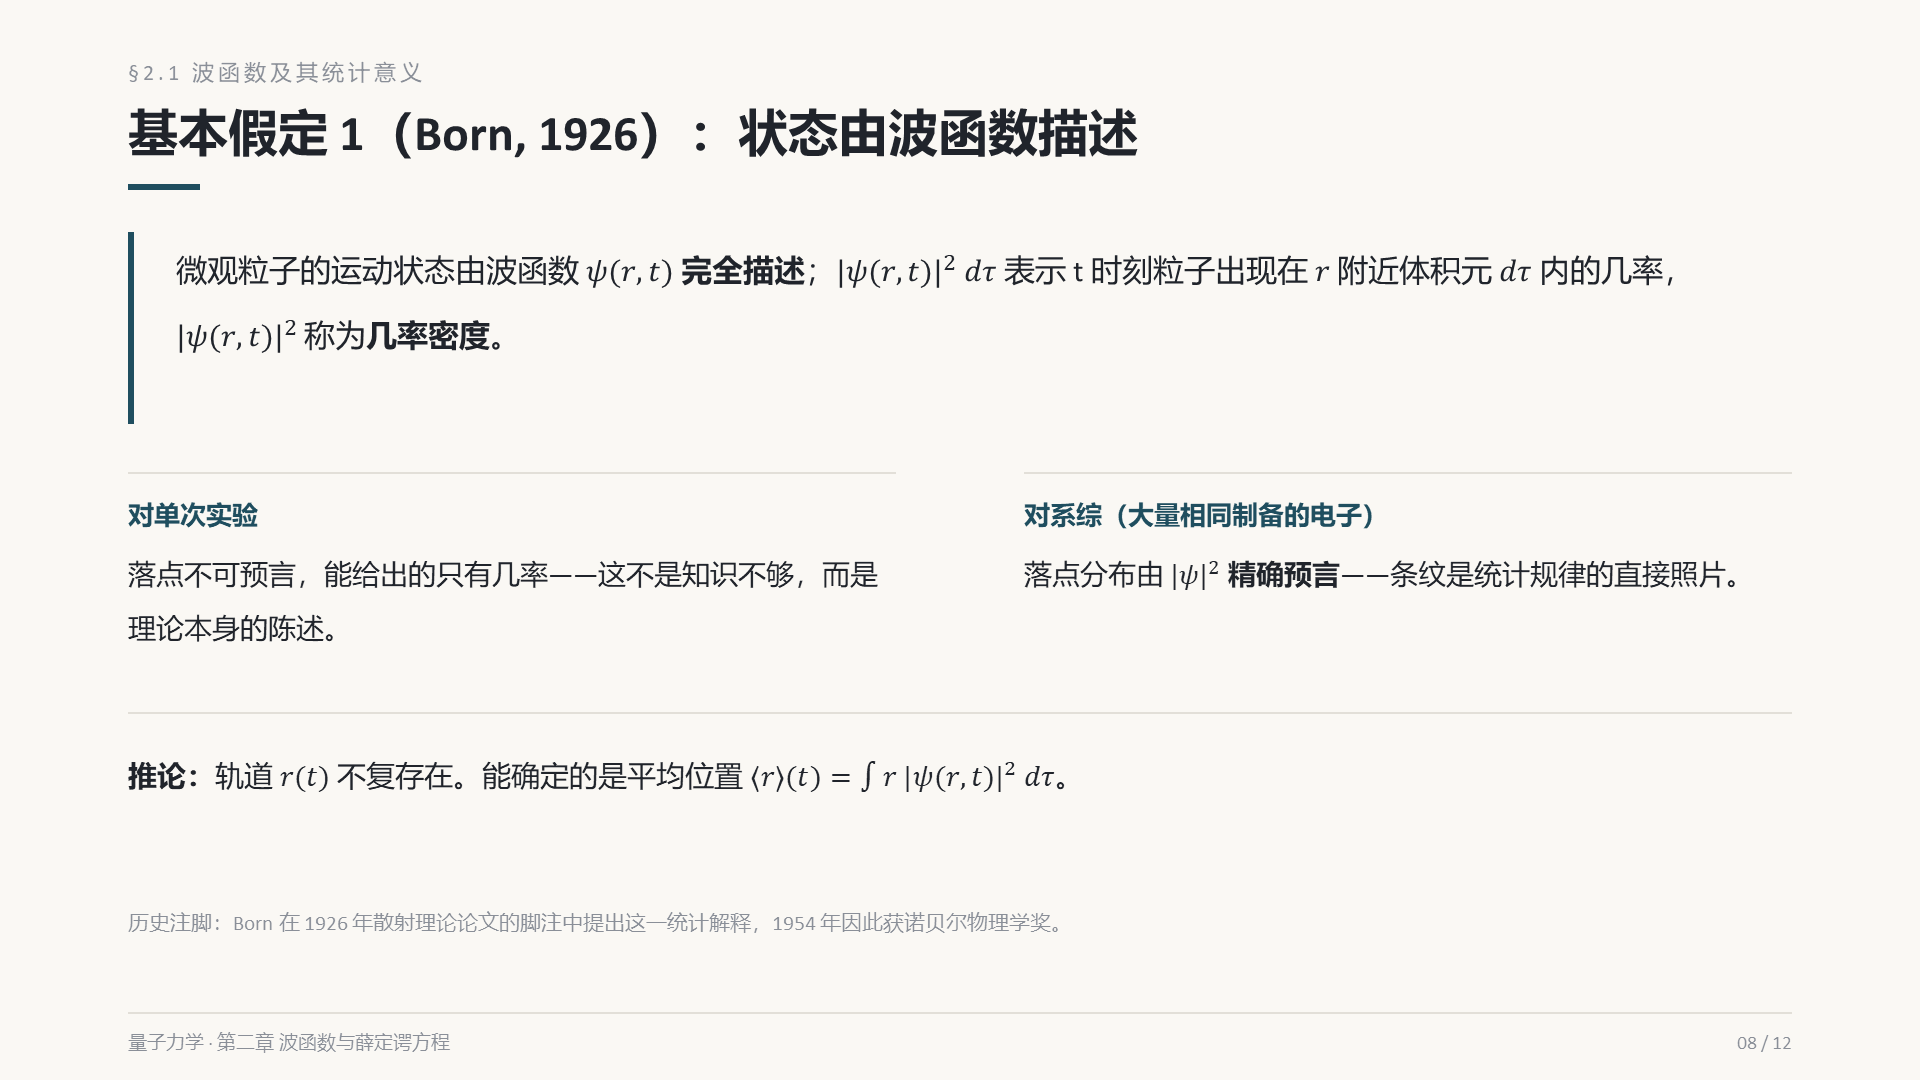 §2.1 波函数及其统计意义
基本假定 1（Born, 1926）：状态由波函数描述
微观粒子的运动状态由波函数 ψ(r, t) 完全描述；|ψ(r, t)|² dτ 表示 t 时刻粒子出现在 r 附近体积元 dτ 内的几率，
|ψ(r, t)|² 称为几率密度。
对单次实验
落点不可预言，能给出的只有几率——这不是知识不够，而是
理论本身的陈述。
对系综（大量相同制备的电子）
落点分布由 |ψ|² 精确预言——条纹是统计规律的直接照片。
推论：轨道 r(t) 不复存在。能确定的是平均位置 ⟨r⟩(t) = ∫ r |ψ(r, t)|² dτ。
历史注脚：Born 在 1926 年散射理论论文的脚注中提出这一统计解释，1954 年因此获诺贝尔物理学奖。
量子力学 · 第二章 波函数与薛定谔方程
08 / 12